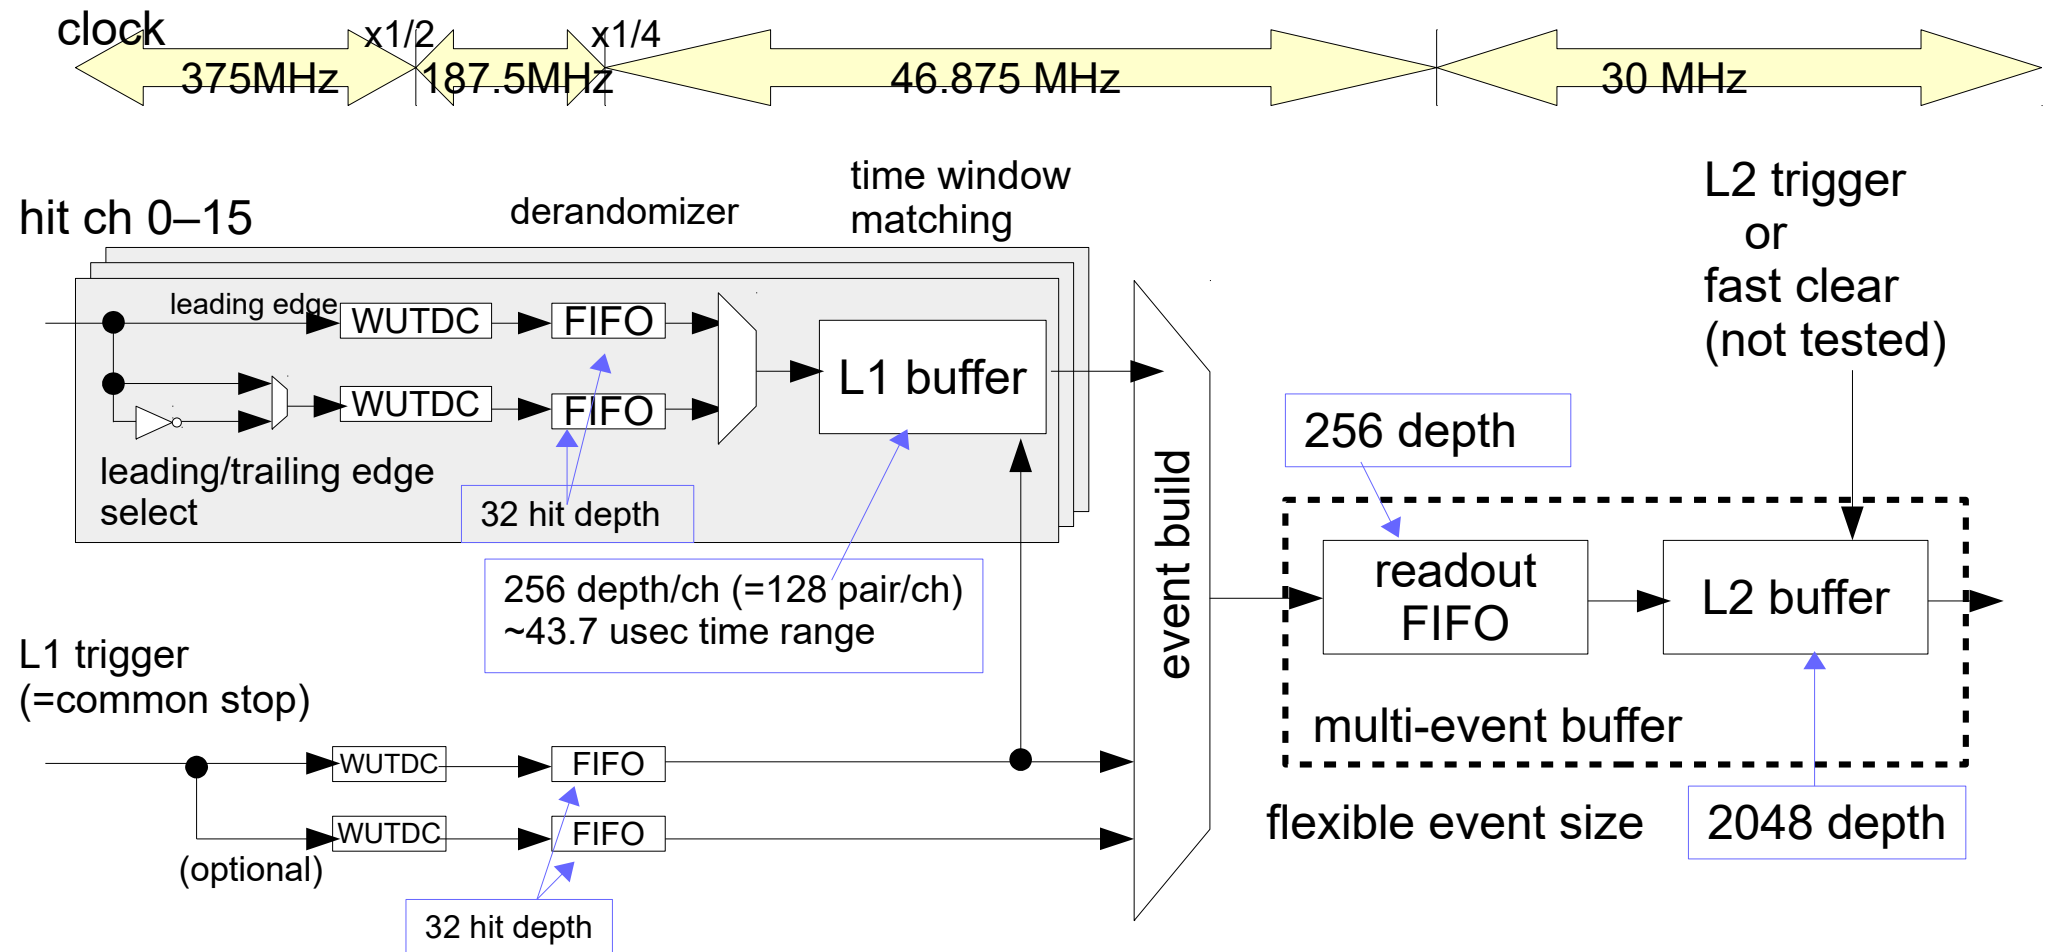 clock
x1/2
x1/4
375MHz
187.5MHz
46.875 MHz
30 MHz
hit ch 0–15
derandomizer
time window
matching
L2 trigger
or
fast clear
(not tested)
leading edge
WUTDC
FIFO
WUTDC
FIFO
L1 buffer
leading/trailing edge
select
32 hit depth
256 depth/ch (=128 pair/ch)
~43.7 usec time range
event build
256 depth
readout
FIFO
L2 buffer
multi-event buffer
flexible event size
2048 depth
L1 trigger
(=common stop)
WUTDC
FIFO
WUTDC
FIFO
(optional)
32 hit depth